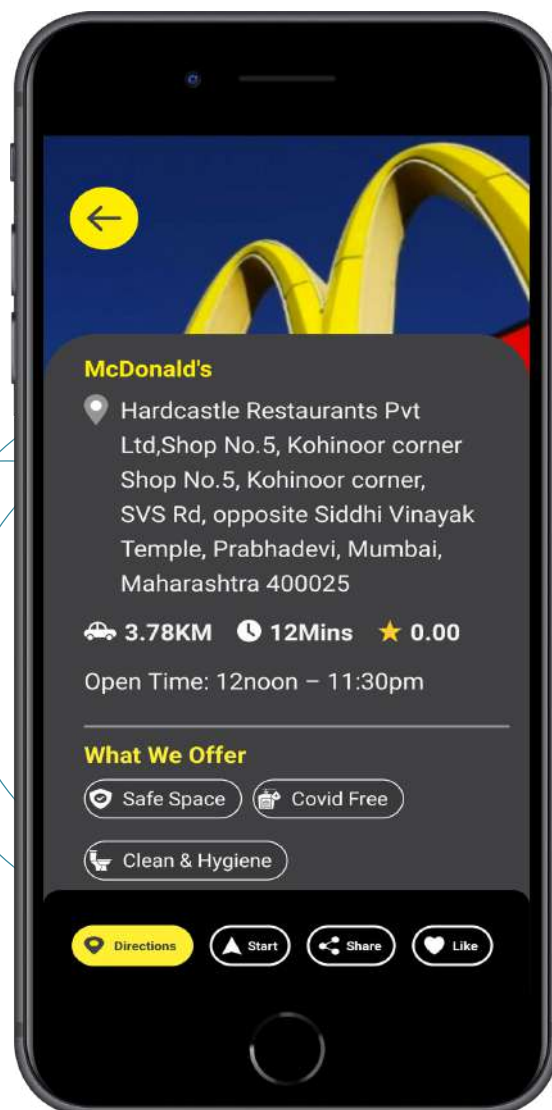 McDonald's
Hardcastle Restaurants Pvt
Ltd,Shop No.5, Kohinoor corner
Shop No.5, Kohinoor corner,
SVS Rd, opposite Siddhi Vinayak
Temple, Prabhadevi, Mumbai,
Maharashtra 400025
3.78KM 12Mins 0.00
Open Time: 12noon – 11:30pm
What We Offer
Safe Space Covid Free
Clean & Hygiene
Directions Start Share Like